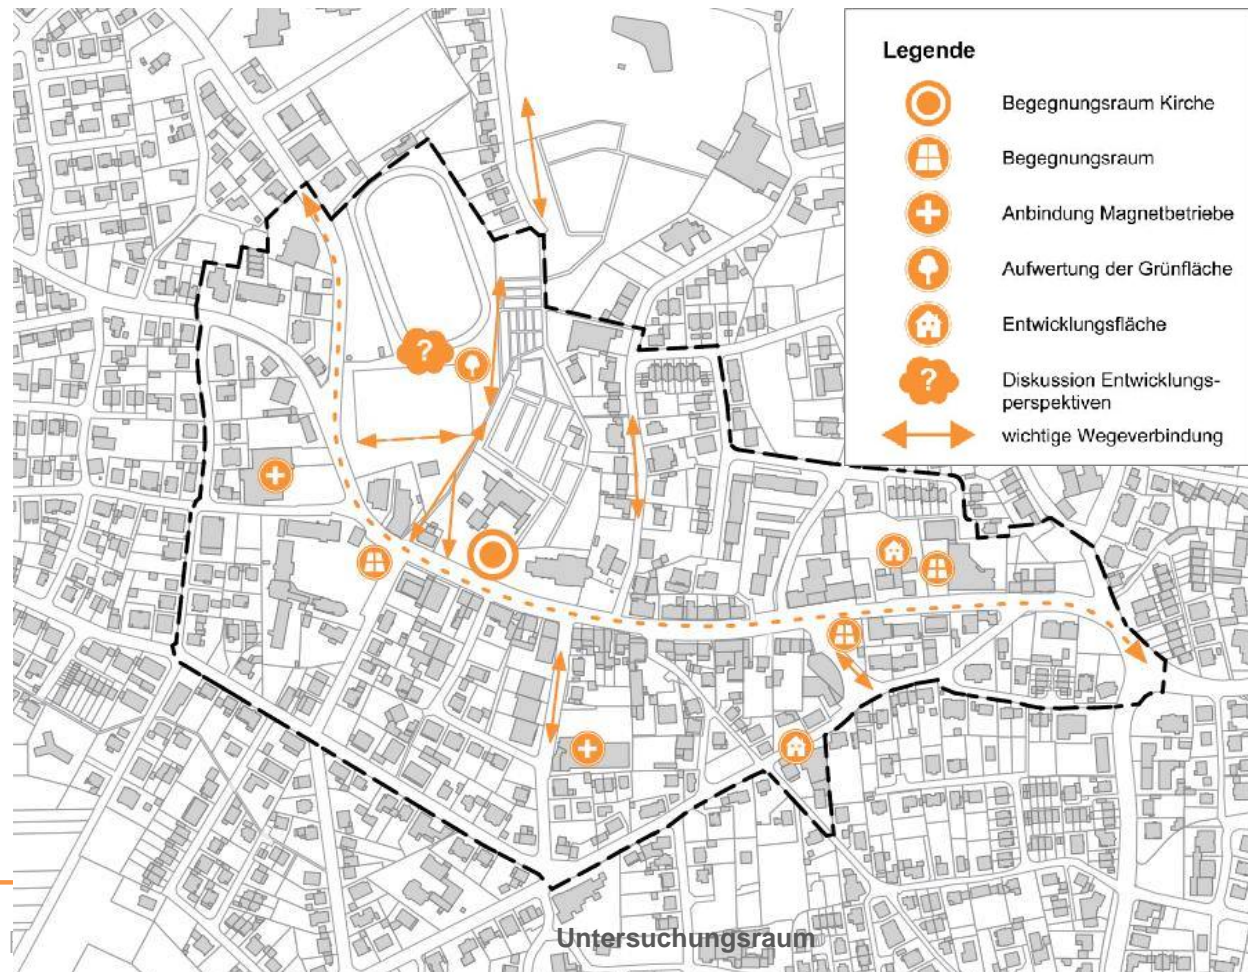 Legende
Begegnungsraum Kirche
Begegnungsraum
Anbindung Magnetbetriebe
Aufwertung der Grünfläche
Entwicklungsfläche
?
Diskussion Entwicklungs-
perspektiven
wichtige Wegeverbindung
?
Untersuchungsraum